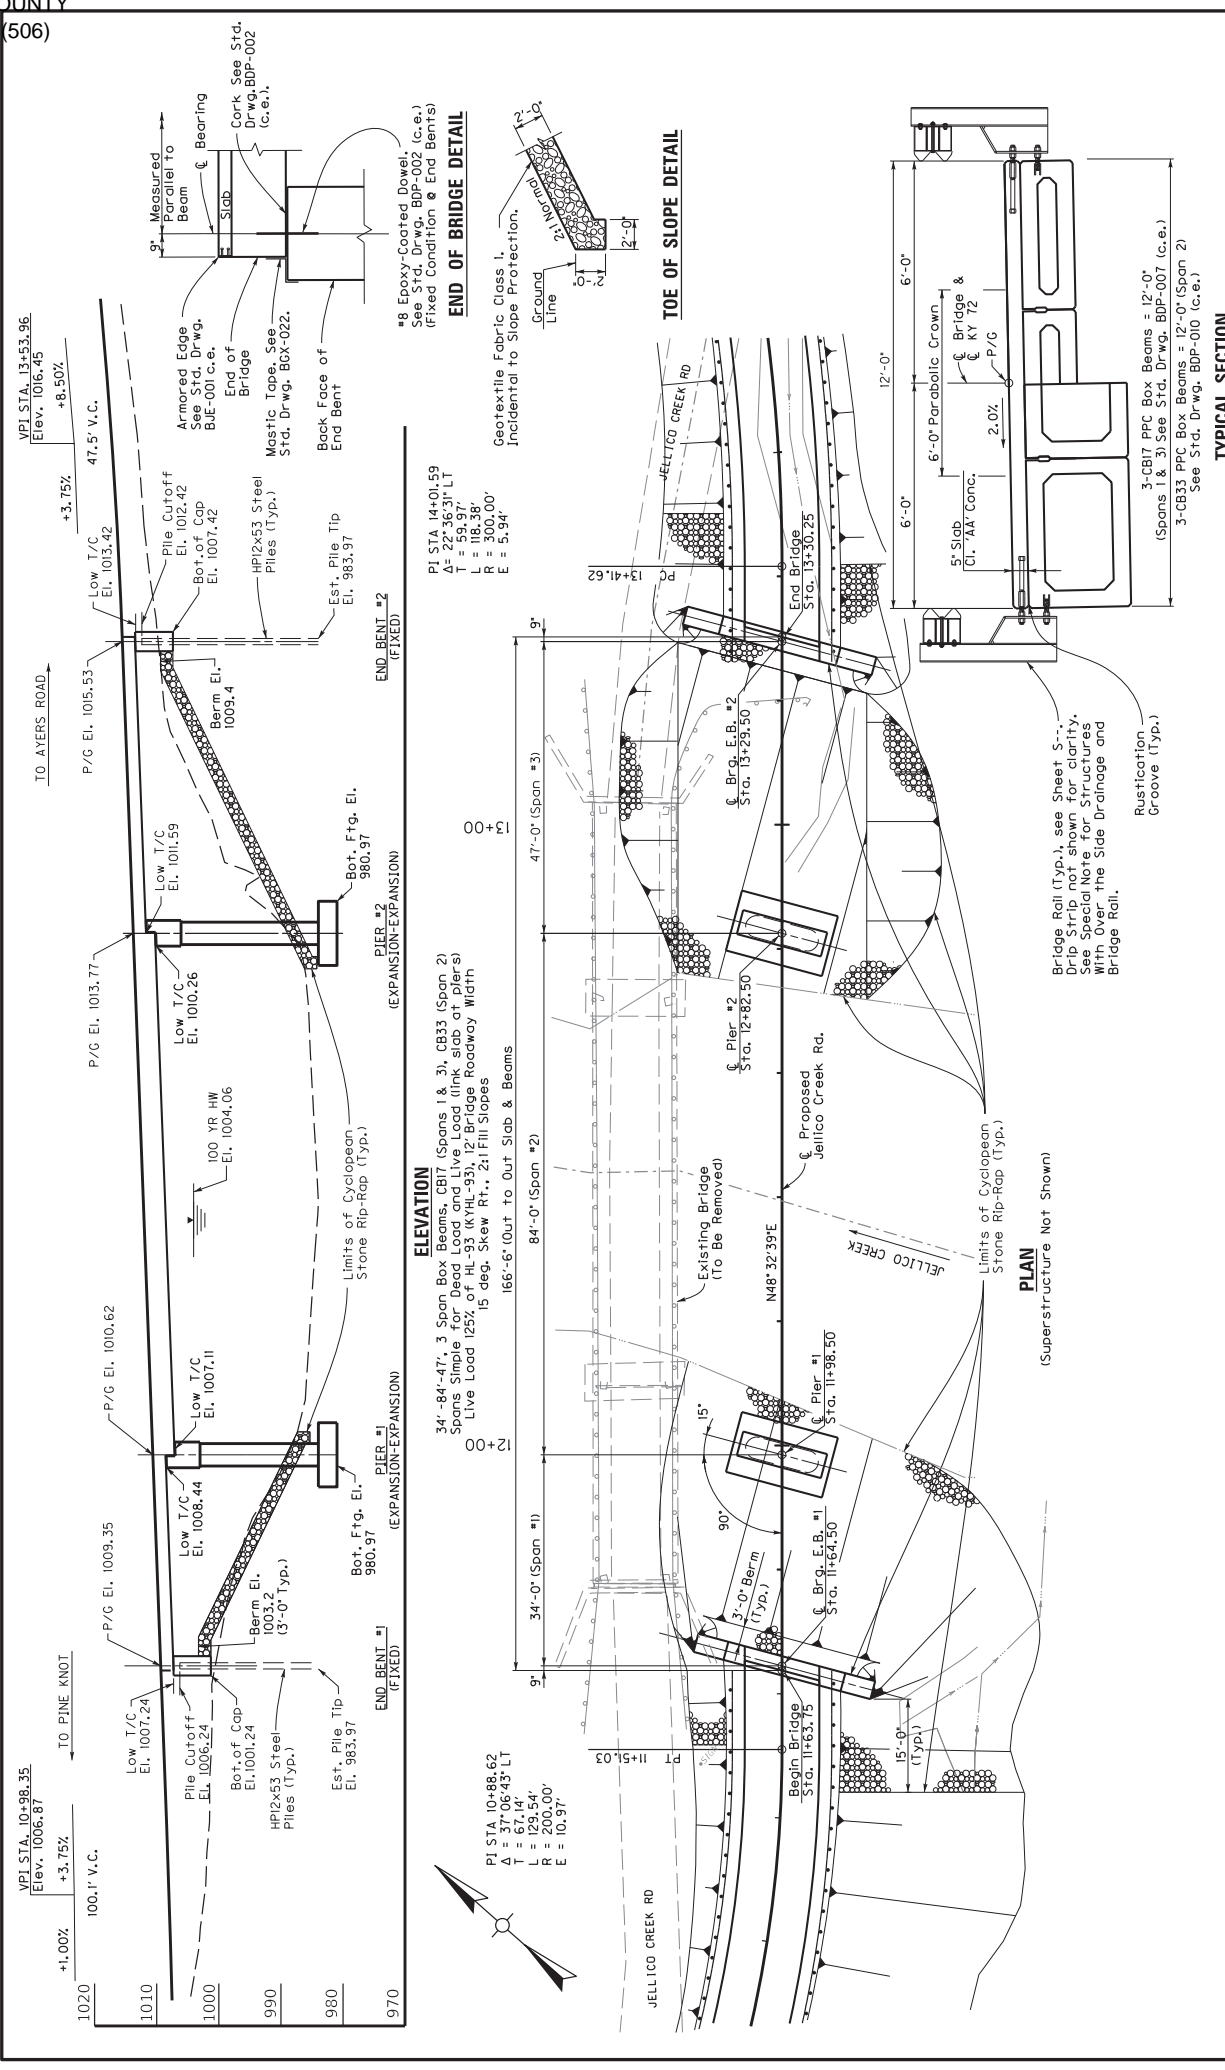 OUNTY
(506)
VPI STA. 10+98.35
Elev. 1006.87
+1.00%
+3.75%
100.1' V.C.
TO PINE KNOT
TO AYERS ROAD
VPI STA. 13+53.96
Elev. 1016.45
+3.75%
+8.50%
47.5' V.C.
1020
1010
1000
990
980
970
P/G El. 1009.35
Low T/C
El. 1007.24
Pile Cutoff
El. 1006.24
Bot.of Cap
El.1001.24
HP12x53 Steel
Piles (Typ.)
Est. Pile Tip
El. 983.97
END BENT #1
(FIXED)
Berm El.
1003.2
(3'-0" Typ.)
P/G El. 1010.62
Low T/C
El. 1008.44
Low T/C
El. 1007.11
Bot. Ftg. El.
980.97
PIER #1
(EXPANSION-EXPANSION)
100 YR HW
El. 1004.06
Limits of Cyclopean
Stone Rip-Rap (Typ.)
P/G El. 1013.77
Low T/C
El. 1010.26
Low T/C
El. 1011.59
Bot. Ftg. El.
980.97
PIER #2
(EXPANSION-EXPANSION)
P/G El. 1015.53
Low T/C
El. 1013.42
Pile Cutoff
El. 1012.42
Bot.of Cap
El. 1007.42
Berm El.
1009.4
HP12x53 Steel
Piles (Typ.)
Est. Pile Tip
El. 983.97
END BENT #2
(FIXED)
ELEVATION
34'-84'-47', 3 Span Box Beams, CB17 (Spans 1 & 3), CB33 (Span 2)
Spans Simple for Dead Load and Live Load (link slab at piers)
Live Load 125% of HL-93 (KYHL-93), 12' Bridge Roadway Width
15 deg. Skew Rt., 2:1 Fill Slopes
9"
Measured
Parallel to
Beam
℄ Bearing
Slab
Cork See Std.
Drwg. BDP-002
(c.e.).
Armored Edge
See Std. Drwg.
BJE-001 c.e.
End of
Bridge
Mastic Tape. See
Std. Drwg. BGX-022.
Back Face of
End Bent
#8 Epoxy-Coated Dowel.
See Std. Drwg. BDP-002 (c.e.)
(Fixed Condition @ End Bents)
END OF BRIDGE DETAIL
Geotextile Fabric Class 1.
Incidental to Slope Protection.
Ground
Line
2:1 Normal
2'-0"
2'-0"
2'-0"
TOE OF SLOPE DETAIL
PI STA 10+88.62
Δ = 37°06'43" LT
T = 67.14'
L = 129.54'
R = 200.00'
E = 10.97'
PI STA 14+01.59
Δ= 22°36'31" LT
T = 59.97'
L = 118.38'
R = 300.00'
E = 5.94'
166'-6" (Out to Out Slab & Beams
9"
34'-0" (Span #1)
84'-0" (Span #2)
47'-0" (Span #3)
9"
12+00
13+00
JELLICO CREEK RD
JELLICO CREEK RD
PT 11+51.03
PC 13+41.62
Begin Bridge
Sta. 11+63.75
15'-0"
(Typ.)
3'-0" Berm
(Typ.)
℄ Brg. E.B. #1
Sta. 11+64.50
90°
15°
℄ Pier #1
Sta. 11+98.50
N48°32'39"E
Existing Bridge
(To Be Removed)
JELLICO CREEK
℄ Proposed
Jellico Creek Rd.
℄ Pier #2
Sta. 12+82.50
℄ Brg. E.B. #2
Sta. 13+29.50
End Bridge
Sta. 13+30.25
Limits of Cyclopean
Stone Rip-Rap (Typ.)
PLAN
(Superstructure Not Shown)
12'-0"
6'-0"
6'-0"
6'-0" Parabolic Crown
℄ Bridge &
℄ KY 72
P/G
2.0%
5" Slab
Cl. "AA" Conc.
Bridge Rail (Typ.), see Sheet S--.
Drip Strip not shown for clarity.
See Special Note for Structures
With Over the Side Drainage and
Bridge Rail.
Rustication
Groove (Typ.)
3-CB17 PPC Box Beams = 12'-0"
(Spans 1 & 3) See Std. Drwg. BDP-007 (c.e.)
3-CB33 PPC Box Beams = 12'-0" (Span 2)
See Std. Drwg. BDP-010 (c.e.)
TYPICAL SECTION